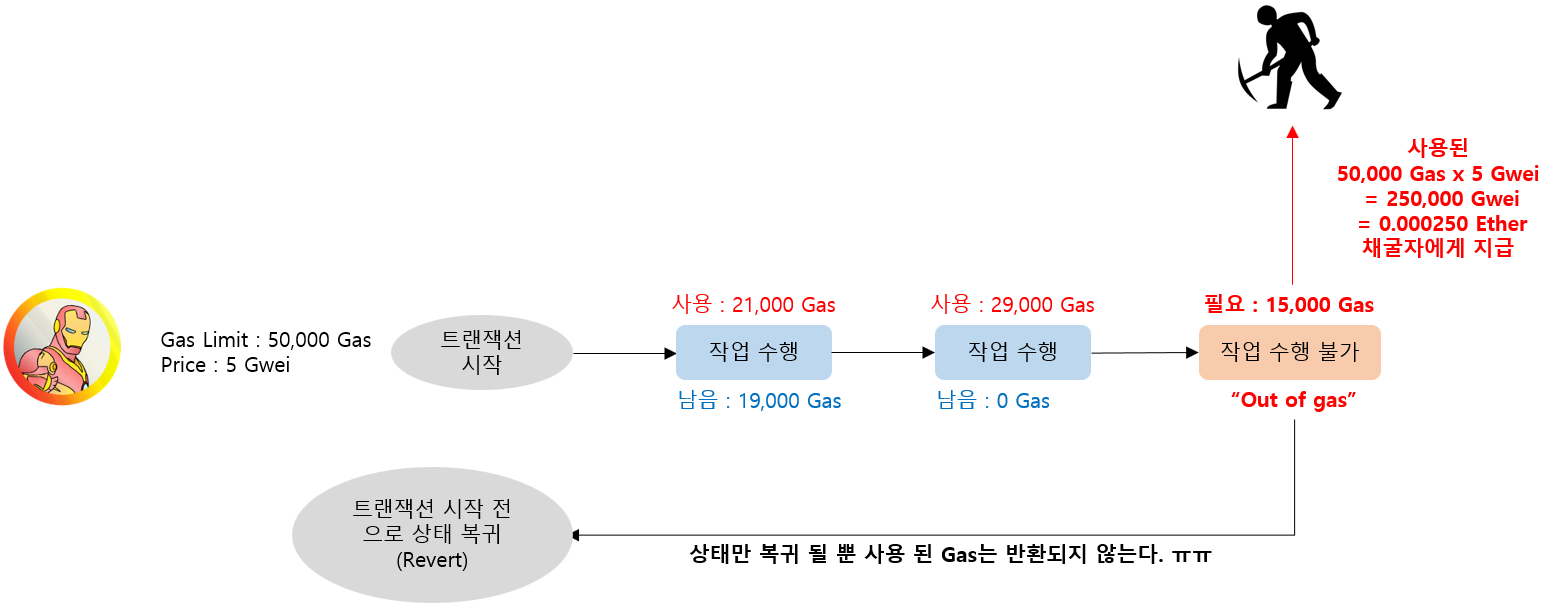 사용된
50,000 Gas x 5 Gwei
= 250,000 Gwei
= 0.000250 Ether
채굴자에게 지급
Gas Limit : 50,000 Gas
Price : 5 Gwei
트랜잭션
시작
사용 : 21,000 Gas
작업 수행
남음 : 19,000 Gas
사용 : 29,000 Gas
작업 수행
남음 : 0 Gas
필요 : 15,000 Gas
작업 수행 불가
“Out of gas”
트랜잭션 시작 전
으로 상태 복귀
(Revert)
상태만 복귀 될 뿐 사용 된 Gas는 반환되지 않는다. ㅠㅠ